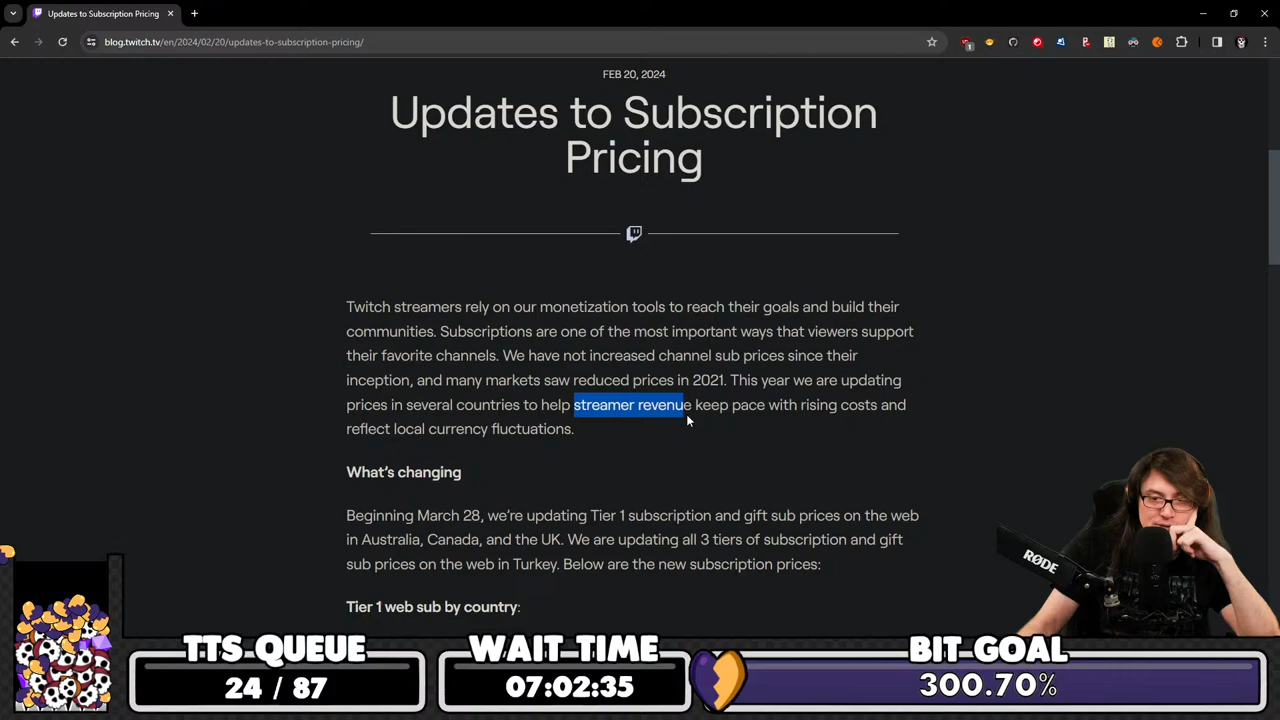 Updates to Subscription Pricing
blog.twitch.tv/en/2024/02/20/updates-to-subscription-pricing/
1
FEB 20, 2024
Updates to Subscription
Pricing
Twitch streamers rely on our monetization tools to reach their goals and build their
communities. Subscriptions are one of the most important ways that viewers support
their favorite channels. We have not increased channel sub prices since their
inception, and many markets saw reduced prices in 2021. This year we are updating
prices in several countries to help streamer revenue keep pace with rising costs and
reflect local currency fluctuations.
What's changing
Beginning March 28, we're updating Tier 1 subscription and gift sub prices on the web
in Australia, Canada, and the UK. We are updating all 3 tiers of subscription and gift
sub prices on the web in Turkey. Below are the new subscription prices:
Tier 1 web sub by country:
RØDE
TTS QUEUE
24 / 87
WAIT TIME
07:02:35
BIT GOAL
300.70%